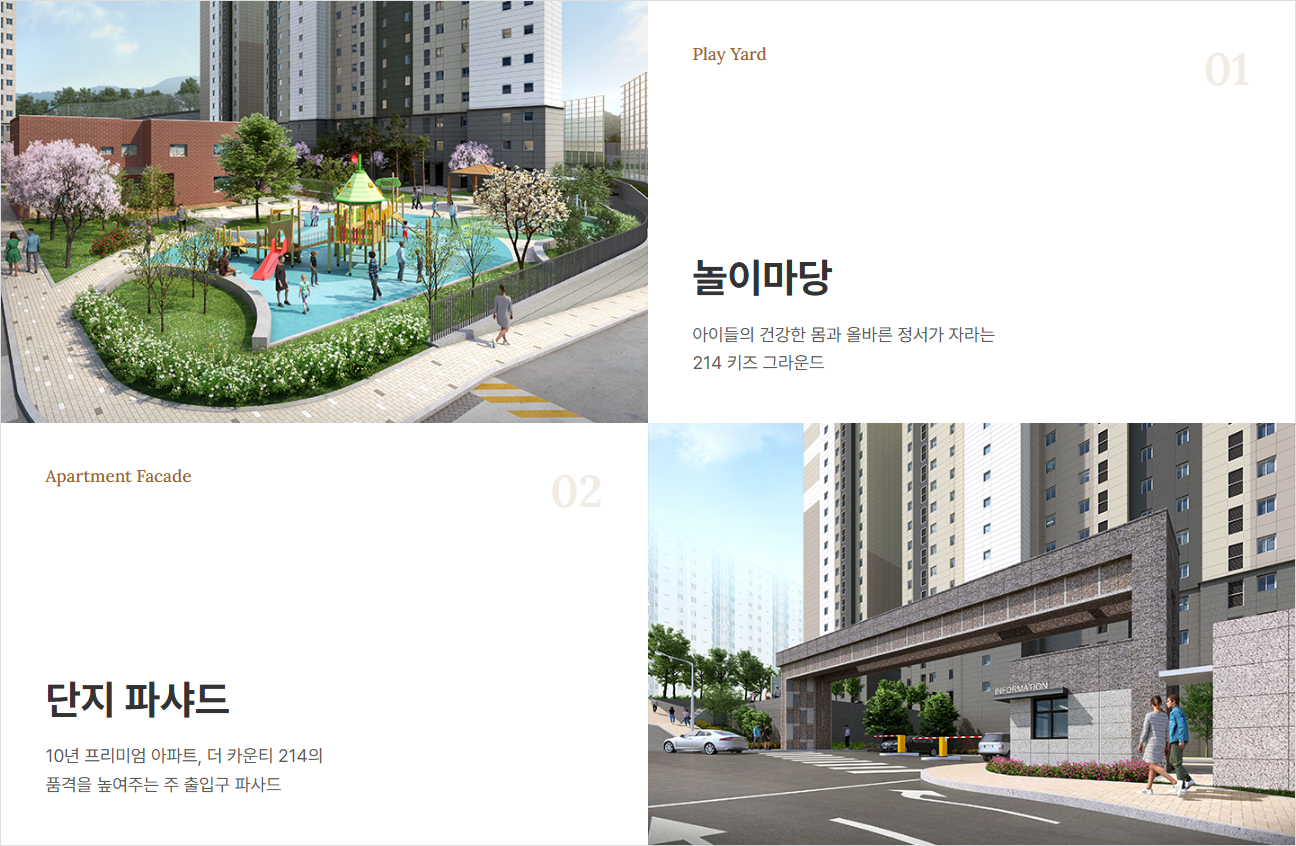 Play Yard
01
놀이마당
아이들의 건강한 몸과 올바른 정서가 자라는
214 키즈 그라운드
Apartment Facade
02
단지 파샤드
10년 프리미엄 아파트, 더 카운티 214의
품격을 높여주는 주 출입구 파사드
INFORMATION